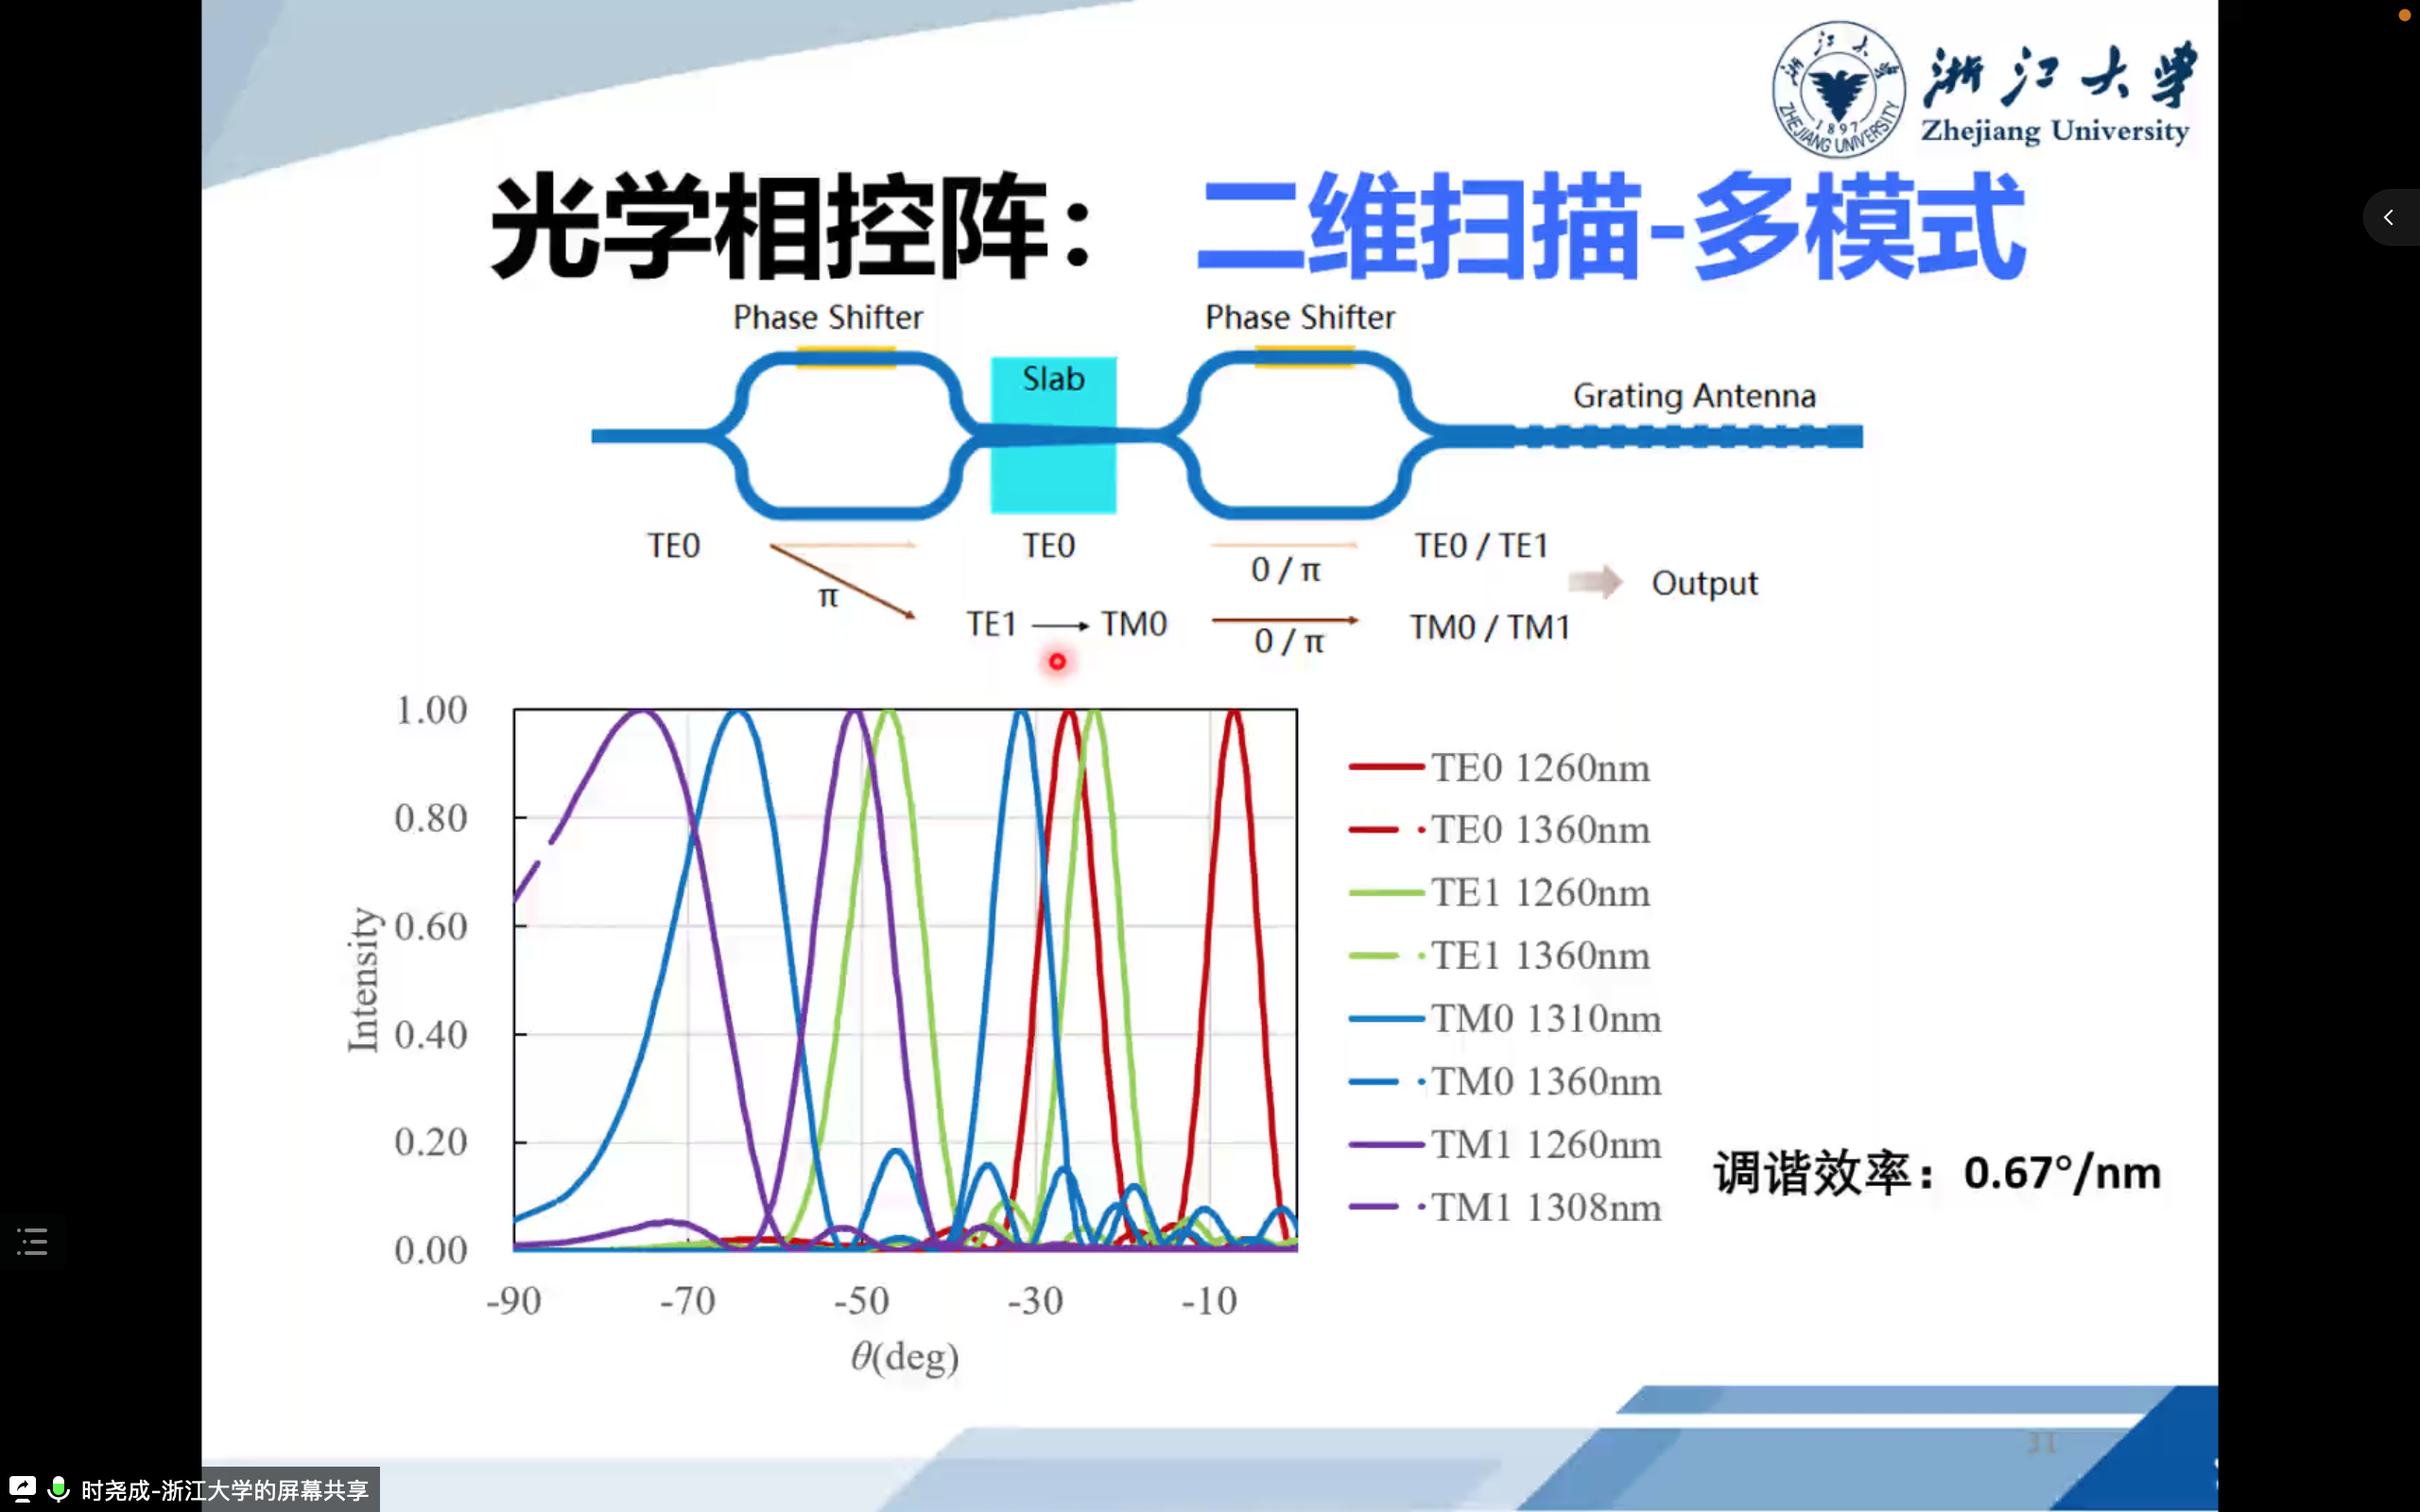 浙江大学
ZHEJIANG UNIVERSITY
1897
浙江大学
Zhejiang University
光学相控阵： 二维扫描-多模式
Phase Shifter
Phase Shifter
Slab
Grating Antenna
TE0
TE0
0 / π
TE0 / TE1
π
Output
TE1
TM0
0 / π
TM0 / TM1
1.00
0.80
0.60
0.40
0.20
0.00
Intensity
-90
-70
-50
-30
-10
θ(deg)
TE0 1260nm
TE0 1360nm
TE1 1260nm
TE1 1360nm
TM0 1310nm
TM0 1360nm
TM1 1260nm
TM1 1308nm
调谐效率：0.67°/nm
31
时尧成-浙江大学的屏幕共享